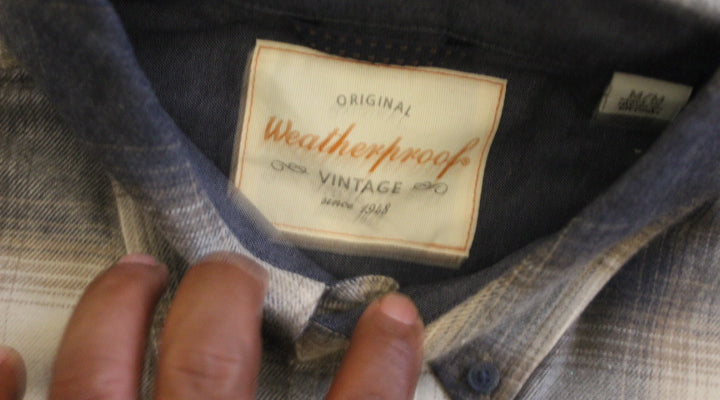 ORIGINAL
Weatherproof®
VINTAGE
since 1948
M/M